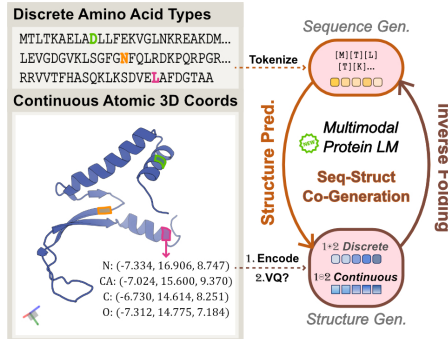 Discrete Amino Acid Types
MTLTKAELADLLFEKVGLNKREAKDM...
LEVGDGVKLSGFGNFQLRDKPQRPGR...
RRVVTFHASQKLKSDVELAFDGTAA
Continuous Atomic 3D Coords
N: (-7.334, 16.906, 8.747)
CA: (-7.024, 15.600, 9.370)
C: (-6.730, 14.614, 8.251)
O: (-7.312, 14.775, 7.184)
Tokenize
1. Encode
2.VQ?
Sequence Gen.
[M][T][L]
[T][K]...
Structure Pred.
NEW
Multimodal
Protein LM
Seq-Struct
Co-Generation
Inverse Folding
1+2 Discrete
Continuous
Structure Gen.